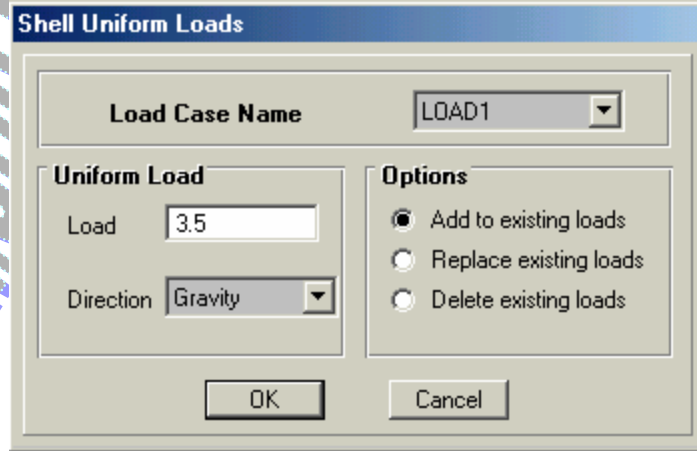 Shell Uniform Loads
Load Case Name LOAD1
Uniform Load
Load 3.5
Direction Gravity
Options
Add to existing loads
Replace existing loads
Delete existing loads
OK Cancel